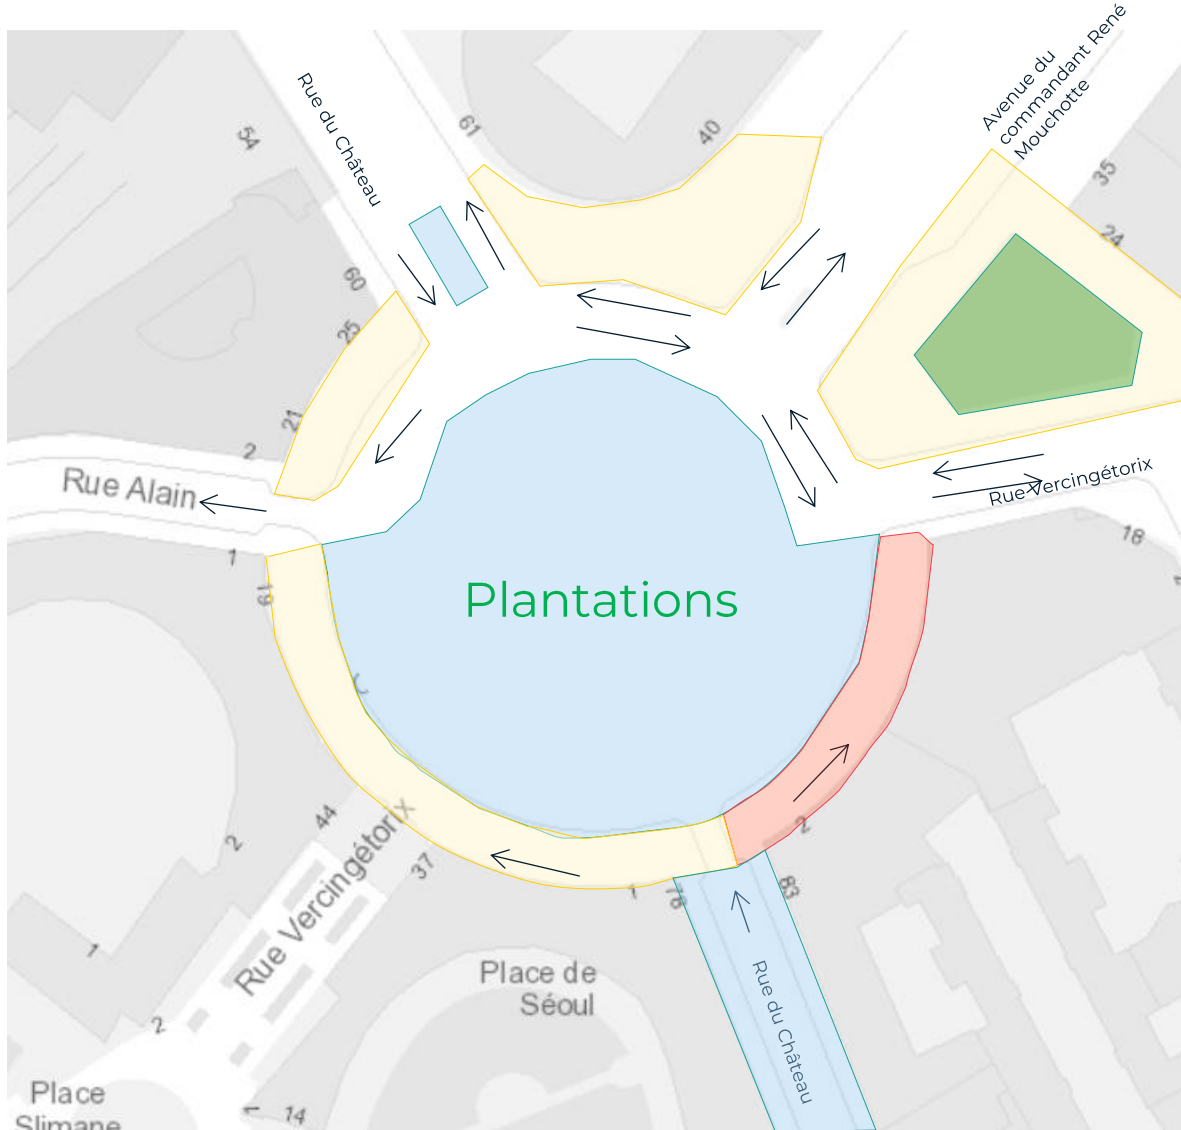 Avenue du
commandant René
Mouchotte
Rue du Château
61
40
54
35
24
60
25
21
2
Rue Alain
Rue Vercingétorix
18
1
19
Plantations
2
44
2
37
Rue Vercingétorix
1
78
83
1
Place de
Séoul
Rue du Château
2
Place
Slimane
14